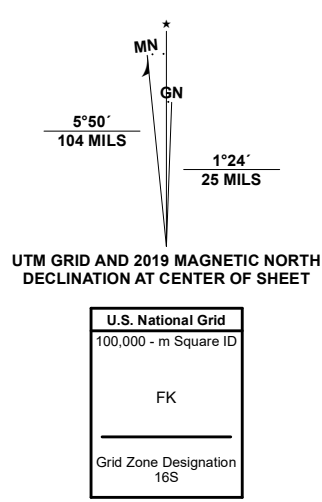 MN
GN
5°50´
104 MILS
1°24´
25 MILS
UTM GRID AND 2019 MAGNETIC NORTH
DECLINATION AT CENTER OF SHEET
U.S. National Grid
100,000 - m Square ID
FK
Grid Zone Designation
16S